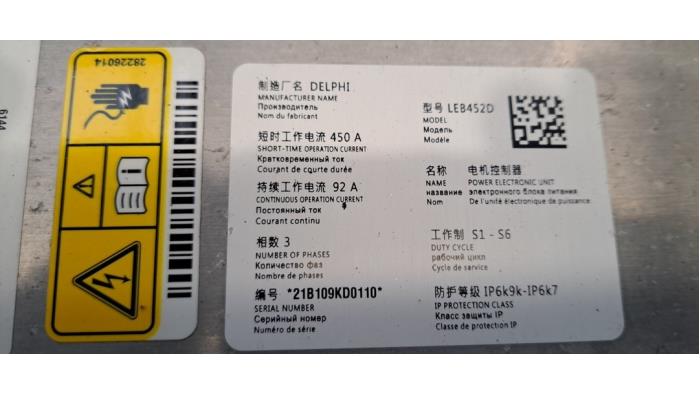 28226014
6144
制造厂名 DELPHI
MANUFACTURER NAME
Производитель
Nom du fabricant
短时工作电流 450 A
SHORT-TIME OPERATION CURRENT
Кратковременный ток
Courant de courte durée
持续工作电流 92 A
CONTINUOUS OPERATION CURRENT
Постоянный ток
Courant continu
相数 3
NUMBER OF PHASES
Количество фаз
Nombre de phases
编号 *21B109KD0110*
SERIAL NUMBER
Серийный номер
Numéro de série
型号 LEB452D
MODEL
Модель
Modèle
名称 电机控制器
NAME POWER ELECTRONIC UNIT
название электронного блока питания
Nom De l'unité électronique de puissance
工作制 S1 - S6
DUTY CYCLE
рабочий цикл
Cycle de service
防护等级 IP6k9k-IP6k7
IP PROTECTION CLASS
Класс защиты IP
Classe de protection IP